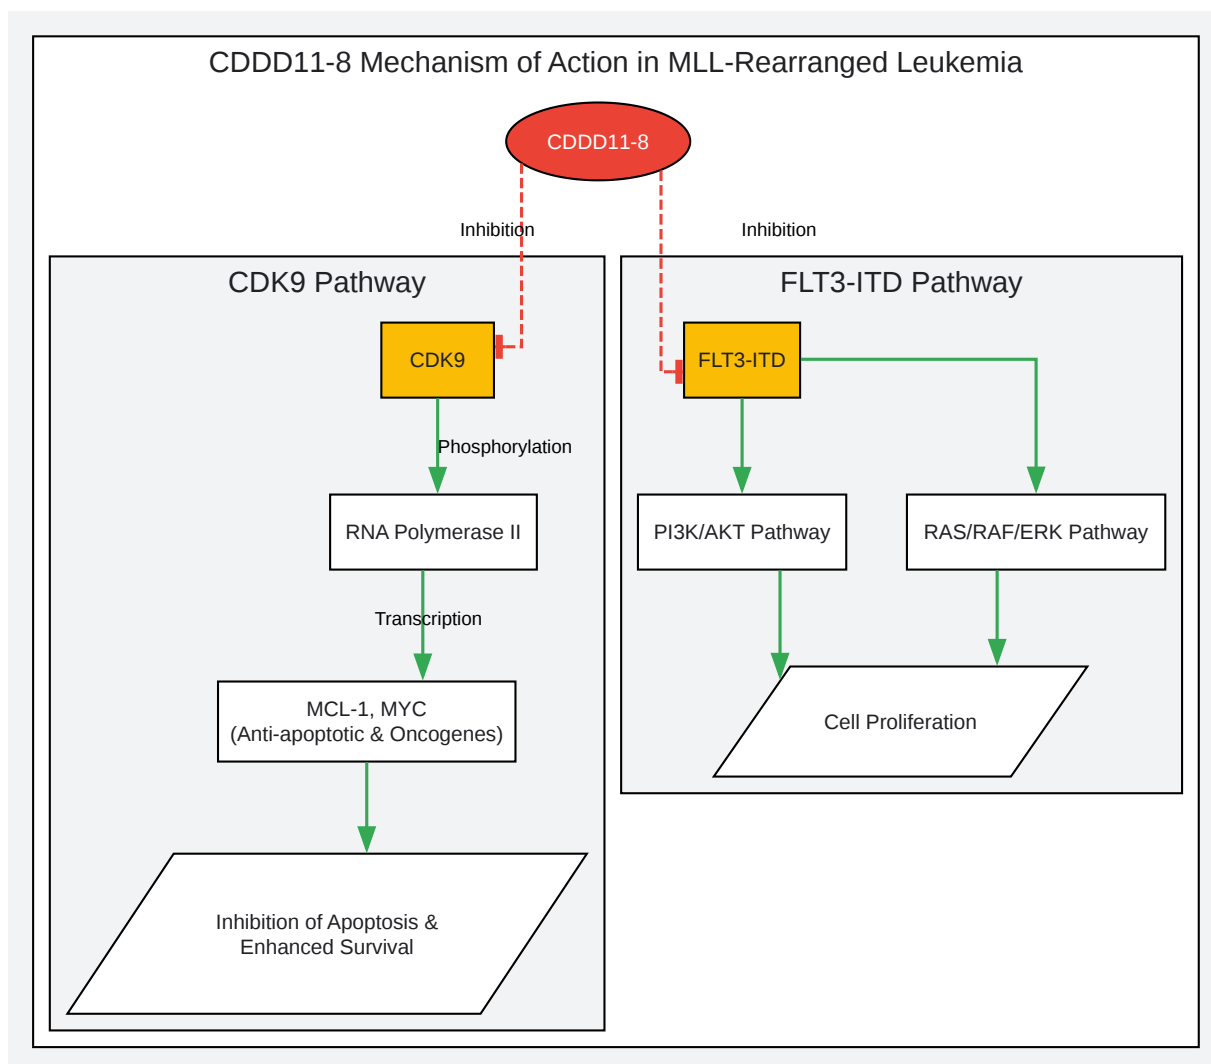 CDDD11-8 Mechanism of Action in MLL-Rearranged Leukemia
CDDD11-8
Inhibition
Inhibition
CDK9 Pathway
CDK9
Phosphorylation
RNA Polymerase II
Transcription
MCL-1, MYC
(Anti-apoptotic & Oncogenes)
Inhibition of Apoptosis &
Enhanced Survival
FLT3-ITD Pathway
FLT3-ITD
PI3K/AKT Pathway
RAS/RAF/ERK Pathway
Cell Proliferation